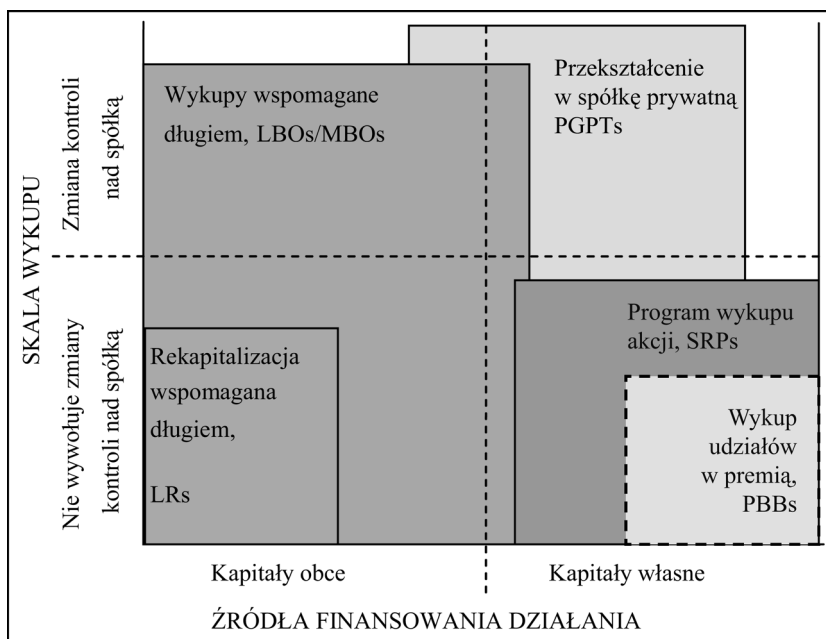 SKALA WYKUPU
Zmiana kontroli
nad spółką
Nie wywołuje zmiany
kontroli nad spółką
Wykupy wspomagane
długiem, LBOs/MBOs
Przekształcenie
w spółkę prywatną
PGPTs
Rekapitalizacja
wspomagana
długiem,
LRs
Program wykupu
akcji, SRPs
Wykup
udziałów
w premią,
PBBs
Kapitały obce
Kapitały własne
ŹRÓDŁA FINANSOWANIA DZIAŁANIA